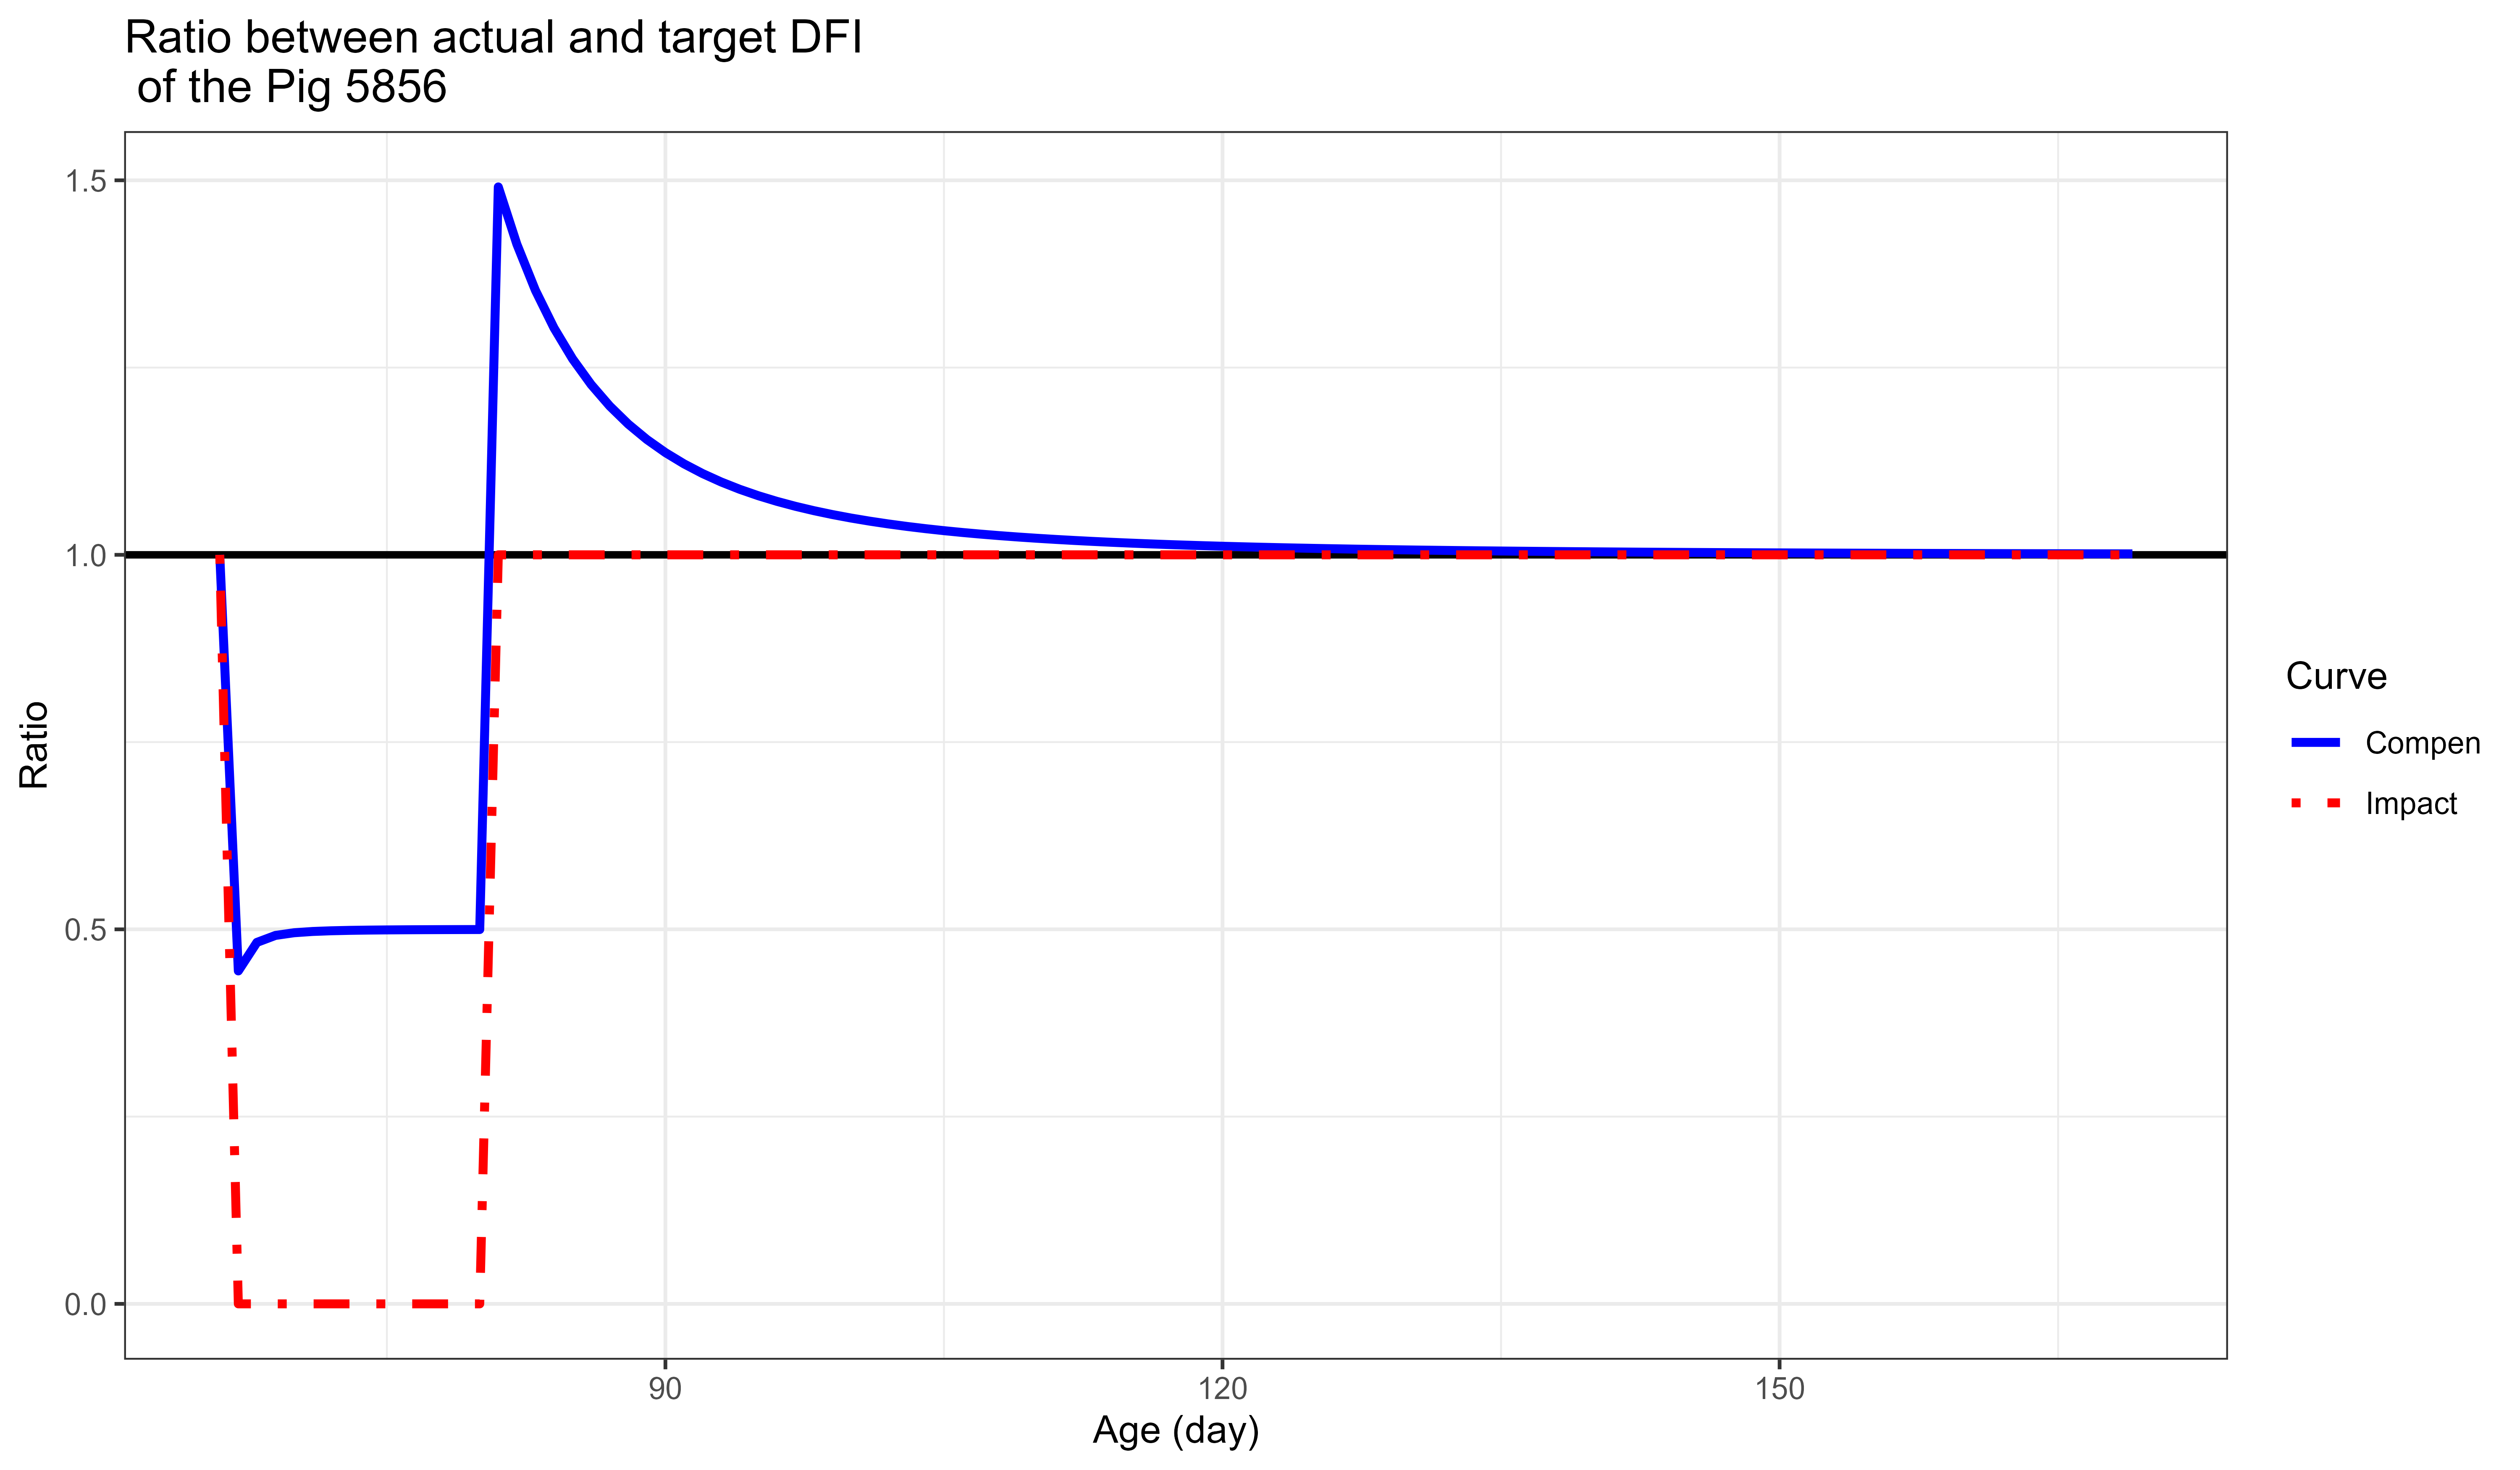 Ratio between actual and target DFI
of the Pig 5856
1.5
1.0
0.5
0.0
Ratio
90
120
150
Age (day)
Curve
Compen
Impact